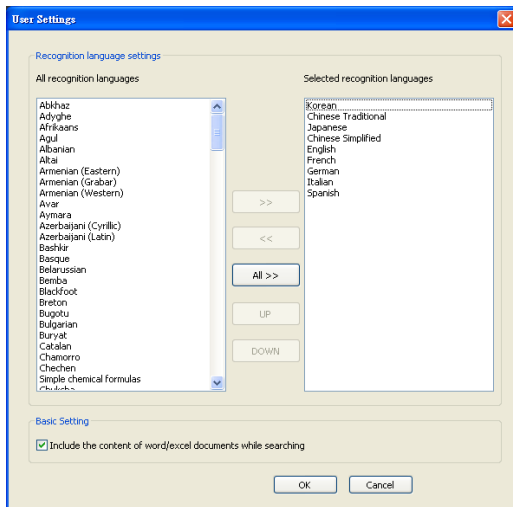 User Settings
Recognition language settings
All recognition languages
Abkhaz
Adyghe
Afrikaans
Agul
Albanian
Altai
Armenian (Eastern)
Armenian (Grabar)
Armenian (Western)
Avar
Aymara
Azerbaijani (Cyrillic)
Azerbaijani (Latin)
Bashkir
Basque
Belarussian
Bemba
Blackfoot
Breton
Bugotu
Bulgarian
Buryat
Catalan
Chamorro
Chechen
Simple chemical formulas
Chukcha
>>
<<
All >>
UP
DOWN
Selected recognition languages
Korean
Chinese Traditional
Japanese
Chinese Simplified
English
French
German
Italian
Spanish
Basic Setting
Include the content of word/excel documents while searching
OK
Cancel